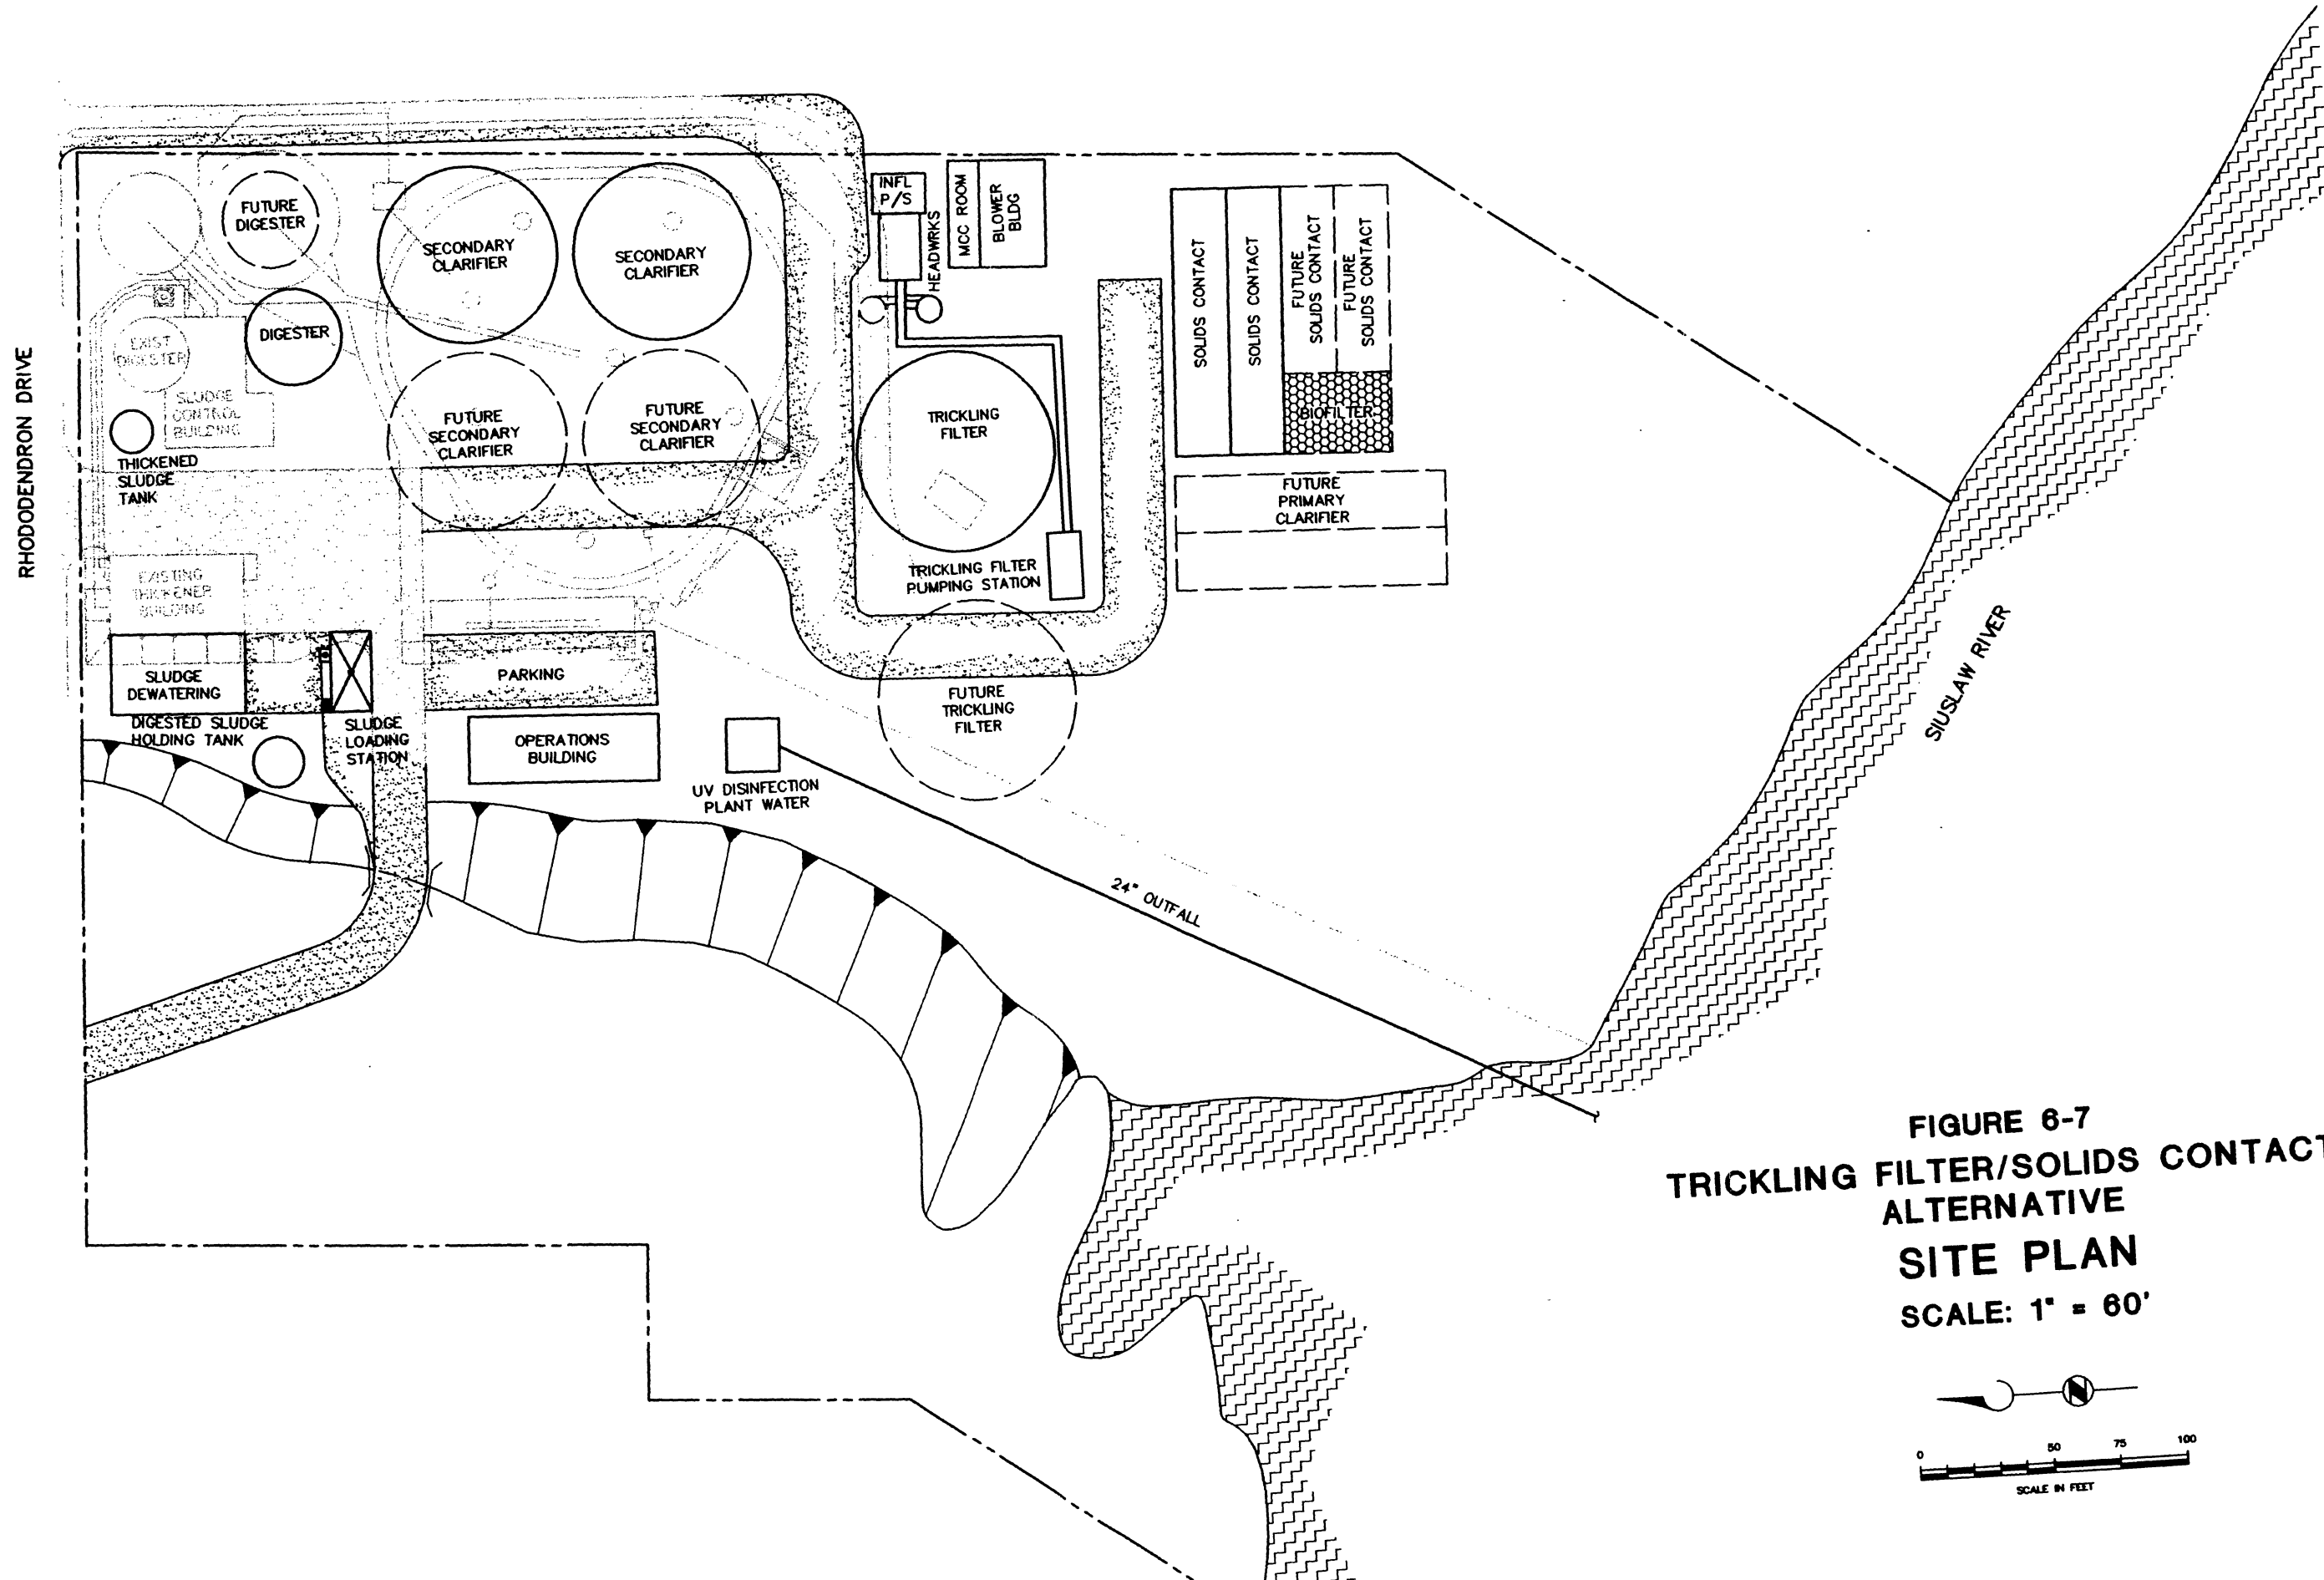 RHODODENDRON DRIVE
FUTURE
DIGESTER
SECONDARY
CLARIFIER
SECONDARY
CLARIFIER
INFL
P/S
HEADWRKS
MCC ROOM
BLOWER
BLDG
SOLIDS CONTACT
SOLIDS CONTACT
FUTURE
SOLIDS CONTACT
FUTURE
SOLIDS CONTACT
DIGESTER
EXIST
DIGESTER
SLUDGE
CONTROL
BUILDING
THICKENED
SLUDGE
TANK
FUTURE
SECONDARY
CLARIFIER
FUTURE
SECONDARY
CLARIFIER
TRICKLING
FILTER
BIOFILTER
FUTURE
PRIMARY
CLARIFIER
EXISTING
THICKENER
BUILDING
TRICKLING FILTER
PUMPING STATION
SLUDGE
DEWATERING
PARKING
FUTURE
TRICKLING
FILTER
DIGESTED SLUDGE
HOLDING TANK
SLUDGE
LOADING
STATION
OPERATIONS
BUILDING
UV DISINFECTION
PLANT WATER
24" OUTFALL
SIUSLAW RIVER
FIGURE 6-7
TRICKLING FILTER/SOLIDS CONTACT
ALTERNATIVE
SITE PLAN
SCALE: 1" = 60'
N
0 50 75 100
SCALE IN FEET